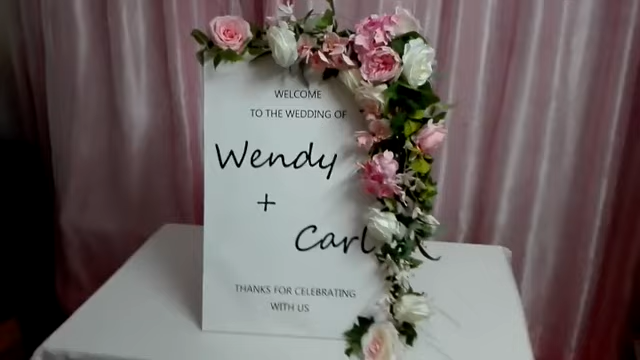 WELCOME
TO THE WEDDING OF
Wendy
+
Carl
THANKS FOR CELEBRATING
WITH US